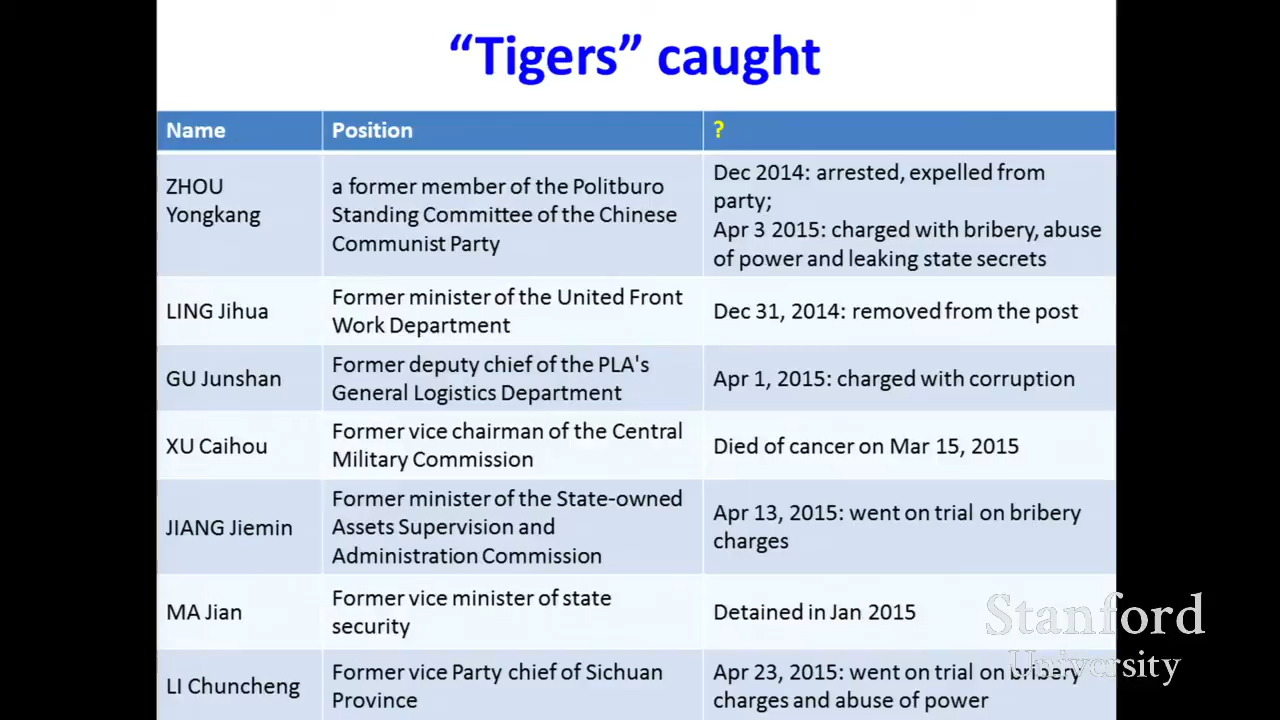 “Tigers” caught
Name
Position
?
ZHOU
Yongkang
a former member of the Politburo
Standing Committee of the Chinese
Communist Party
Dec 2014: arrested, expelled from
party;
Apr 3 2015: charged with bribery, abuse
of power and leaking state secrets
LING Jihua
Former minister of the United Front
Work Department
Dec 31, 2014: removed from the post
GU Junshan
Former deputy chief of the PLA's
General Logistics Department
Apr 1, 2015: charged with corruption
XU Caihou
Former vice chairman of the Central
Military Commission
Died of cancer on Mar 15, 2015
JIANG Jiemin
Former minister of the State-owned
Assets Supervision and
Administration Commission
Apr 13, 2015: went on trial on bribery
charges
MA Jian
Former vice minister of state
security
Detained in Jan 2015
LI Chuncheng
Former vice Party chief of Sichuan
Province
Apr 23, 2015: went on trial on bribery
charges and abuse of power
Stanford
University